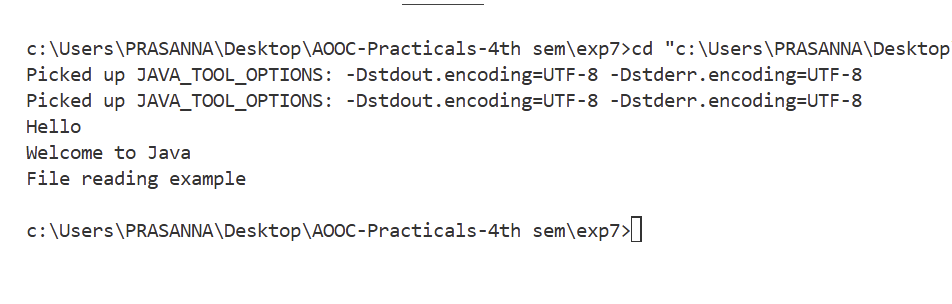 c:\Users\PRASANNA\Desktop\AOOC-Practicals-4th sem\exp7>cd "c:\Users\PRASANNA\Desktop
Picked up JAVA_TOOL_OPTIONS: -Dstdout.encoding=UTF-8 -Dstderr.encoding=UTF-8
Picked up JAVA_TOOL_OPTIONS: -Dstdout.encoding=UTF-8 -Dstderr.encoding=UTF-8
Hello
Welcome to Java
File reading example
c:\Users\PRASANNA\Desktop\AOOC-Practicals-4th sem\exp7>